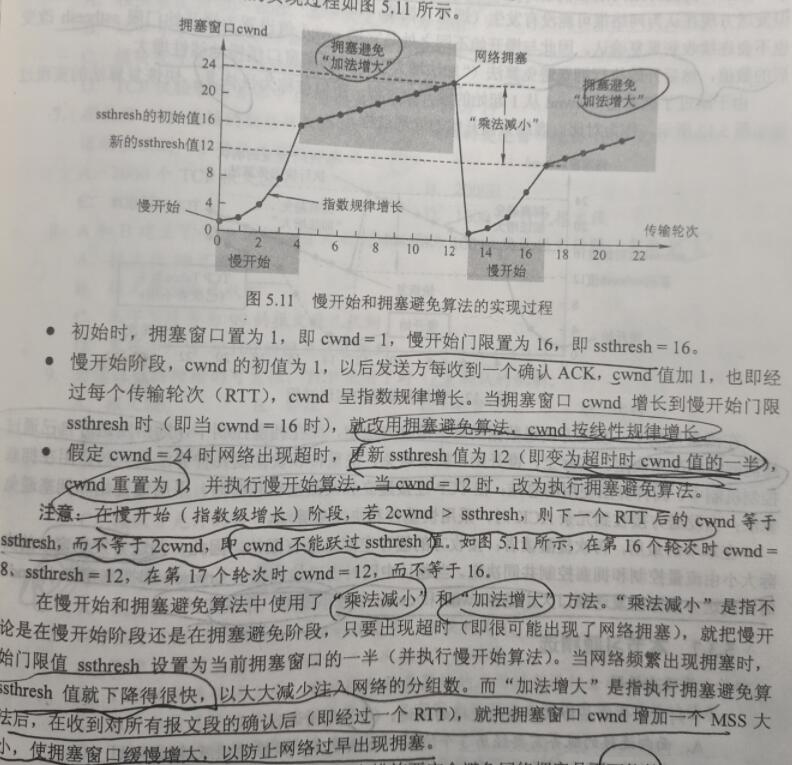 的实现过程如图 5.11 所示。
拥塞窗口cwnd
24
20
ssthresh的初始值16
新的ssthresh值12
8
4
0
慢开始
拥塞避免
“加法增大”
网络拥塞
“乘法减小”
拥塞避免
“加法增大”
指数规律增长
传输轮次
0 2 4 6 8 10 12 14 16 18 20 22
慢开始
慢开始
图 5.11 慢开始和拥塞避免算法的实现过程
● 初始时，拥塞窗口置为 1，即 cwnd = 1，慢开始门限置为 16，即 ssthresh = 16。
● 慢开始阶段，cwnd 的初值为 1，以后发送方每收到一个确认 ACK，cwnd 值加 1，也即经
过每个传输轮次（RTT），cwnd 呈指数规律增长。当拥塞窗口 cwnd 增长到慢开始门限
ssthresh 时（即当 cwnd = 16 时），就改用拥塞避免算法，cwnd 按线性规律增长。
● 假定 cwnd = 24 时网络出现超时，更新 ssthresh 值为 12（即变为超时时 cwnd 值的一半），
cwnd 重置为 1，并执行慢开始算法，当 cwnd = 12 时，改为执行拥塞避免算法。
注意：在慢开始（指数级增长）阶段，若 2cwnd > ssthresh，则下一个 RTT 后的 cwnd 等于
ssthresh，而不等于 2cwnd，即 cwnd 不能跃过 ssthresh 值。如图 5.11 所示，在第 16 个轮次时 cwnd =
8、ssthresh = 12，在第 17 个轮次时 cwnd = 12，而不等于 16。
在慢开始和拥塞避免算法中使用了“乘法减小”和“加法增大”方法。“乘法减小”是指不
论是在慢开始阶段还是在拥塞避免阶段，只要出现超时（即很可能出现了网络拥塞），就把慢开
始门限值 ssthresh 设置为当前拥塞窗口的一半（并执行慢开始算法）。当网络频繁出现拥塞时，
ssthresh 值就下降得很快，以大大减少注入网络的分组数。而“加法增大”是指执行拥塞避免算
法后，在收到对所有报文段的确认后（即经过一个 RTT），就把拥塞窗口 cwnd 增加一个 MSS 大
小，使拥塞窗口缓慢增大，以防止网络过早出现拥塞。